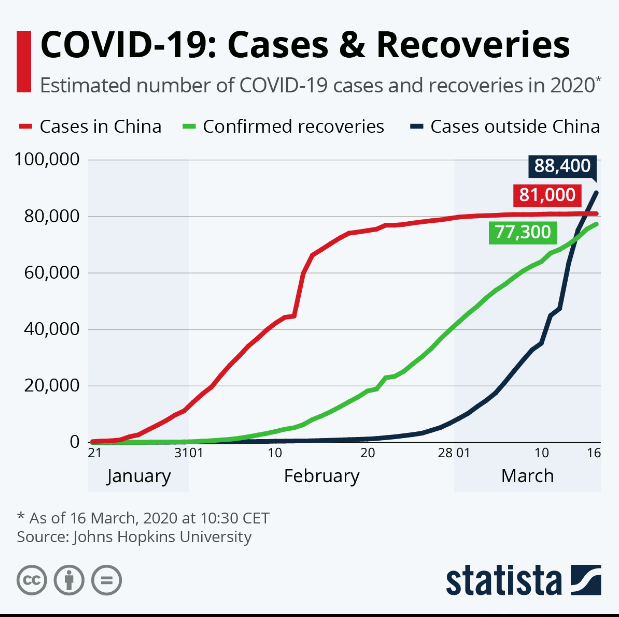 COVID-19: Cases & Recoveries
Estimated number of COVID-19 cases and recoveries in 2020*
Cases in China Confirmed recoveries Cases outside China
100,000
88,400
81,000
80,000
77,300
60,000
40,000
20,000
0
21 31 01 10 20 28 01 10 16
January February March
* As of 16 March, 2020 at 10:30 CET
Source: Johns Hopkins University
cc =
statista